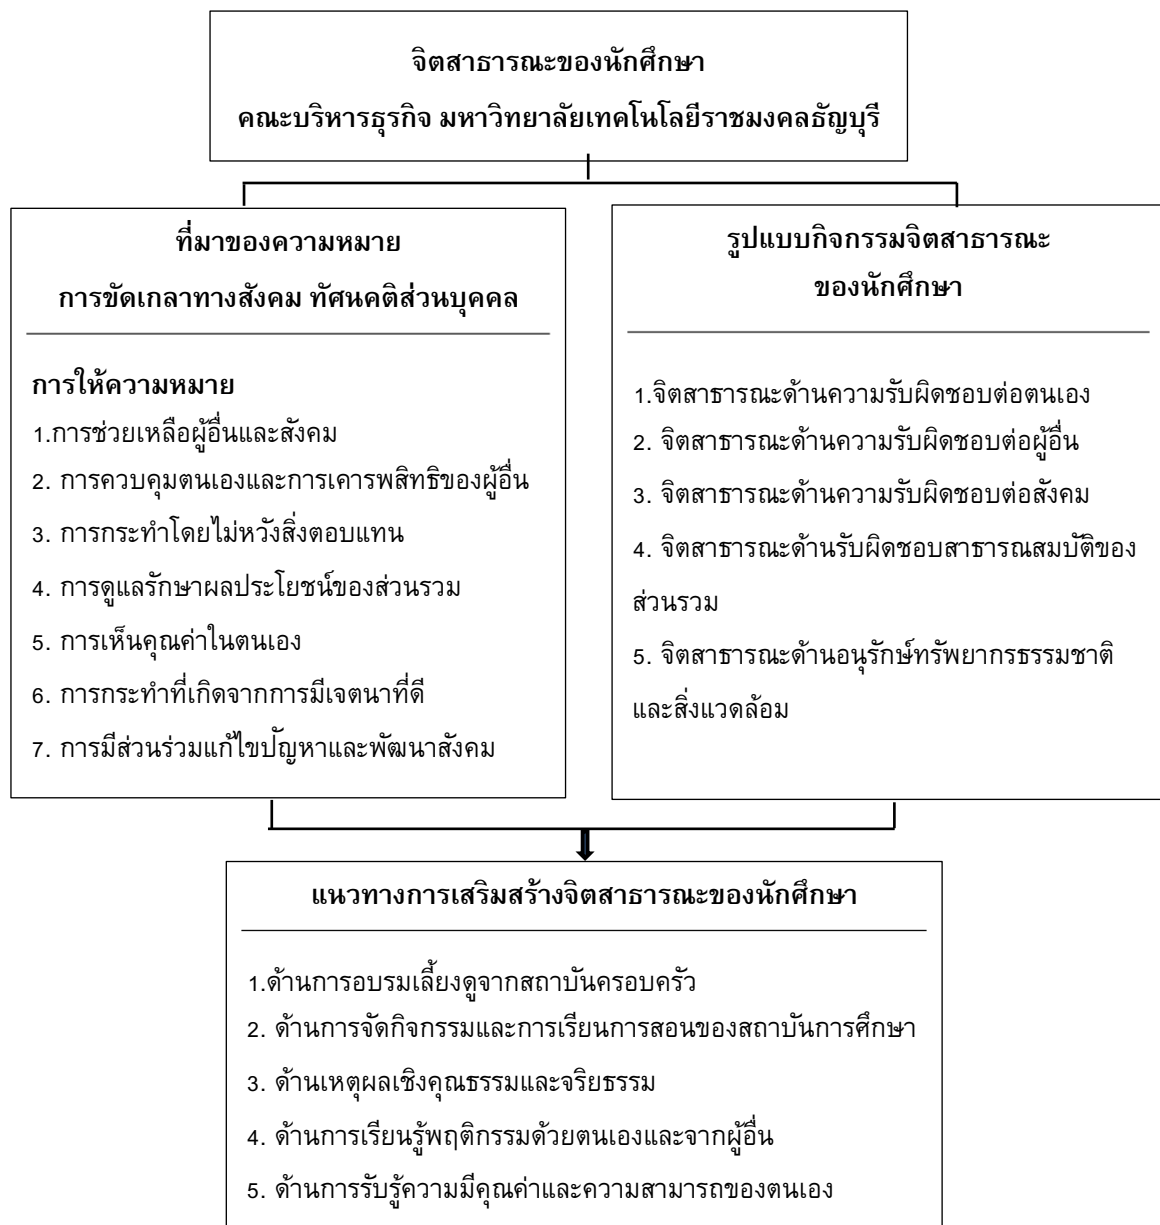 จิตสาธารณะของนักศึกษา
คณะบริหารธุรกิจ มหาวิทยาลัยเทคโนโลยีราชมงคลธัญบุรี
ที่มาของความหมาย
การขัดเกลาทางสังคม ทัศนคติส่วนบุคคล
การให้ความหมาย
1.การช่วยเหลือผู้อื่นและสังคม
2. การควบคุมตนเองและการเคารพสิทธิของผู้อื่น
3. การกระทำโดยไม่หวังสิ่งตอบแทน
4. การดูแลรักษาผลประโยชน์ของส่วนรวม
5. การเห็นคุณค่าในตนเอง
6. การกระทำที่เกิดจากการมีเจตนาที่ดี
7. การมีส่วนร่วมแก้ไขปัญหาและพัฒนาสังคม
รูปแบบกิจกรรมจิตสาธารณะ
ของนักศึกษา
1.จิตสาธารณะด้านความรับผิดชอบต่อตนเอง
2. จิตสาธารณะด้านความรับผิดชอบต่อผู้อื่น
3. จิตสาธารณะด้านความรับผิดชอบต่อสังคม
4. จิตสาธารณะด้านรับผิดชอบสาธารณสมบัติของ
ส่วนรวม
5. จิตสาธารณะด้านอนุรักษ์ทรัพยากรธรรมชาติ
และสิ่งแวดล้อม
แนวทางการเสริมสร้างจิตสาธารณะของนักศึกษา
1.ด้านการอบรมเลี้ยงดูจากสถาบันครอบครัว
2. ด้านการจัดกิจกรรมและการเรียนการสอนของสถาบันการศึกษา
3. ด้านเหตุผลเชิงคุณธรรมและจริยธรรม
4. ด้านการเรียนรู้พฤติกรรมด้วยตนเองและจากผู้อื่น
5. ด้านการรับรู้ความมีคุณค่าและความสามารถของตนเอง